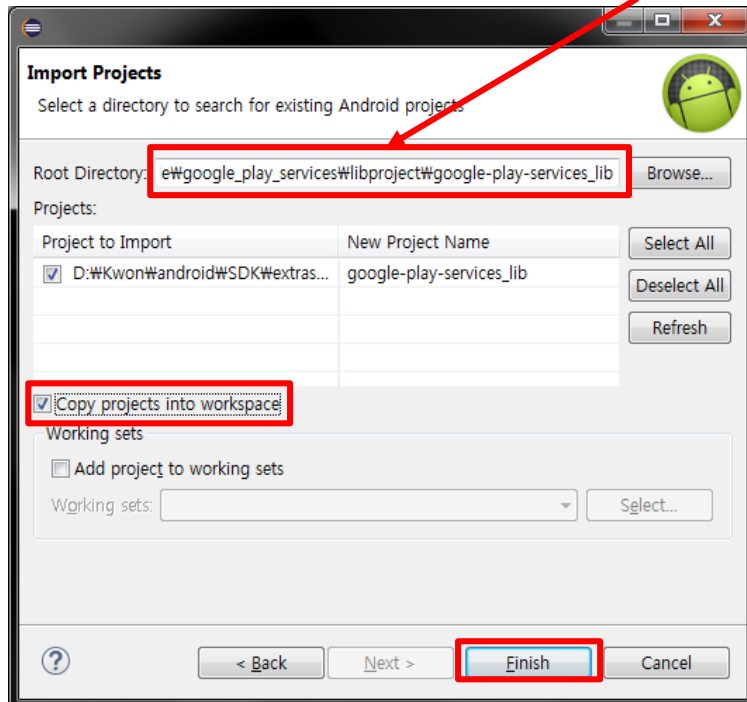 Import Projects
Select a directory to search for existing Android projects
Root Directory: e₩google_play_services₩libproject₩google-play-services_lib Browse...
Projects:
Project to Import New Project Name
D:₩Kwon₩android₩SDK₩extras... google-play-services_lib
Select All
Deselect All
Refresh
Copy projects into workspace
Working sets
Add project to working sets
Working sets: Select...
< Back Next > Finish Cancel